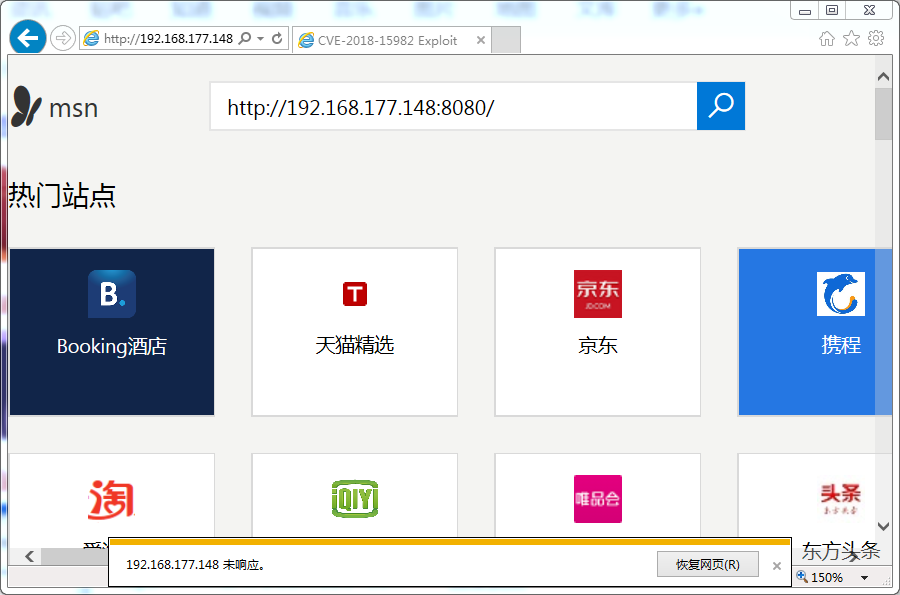 http://192.168.177.148
CVE-2018-15982 Exploit
msn
http://192.168.177.148:8080/
热门站点
B.
T
京东
JD.COM
Booking酒店
天猫精选
京东
携程
淘
iQIY
唯品会
头条
东方头条
192.168.177.148 未响应。
恢复网页(R)
150%